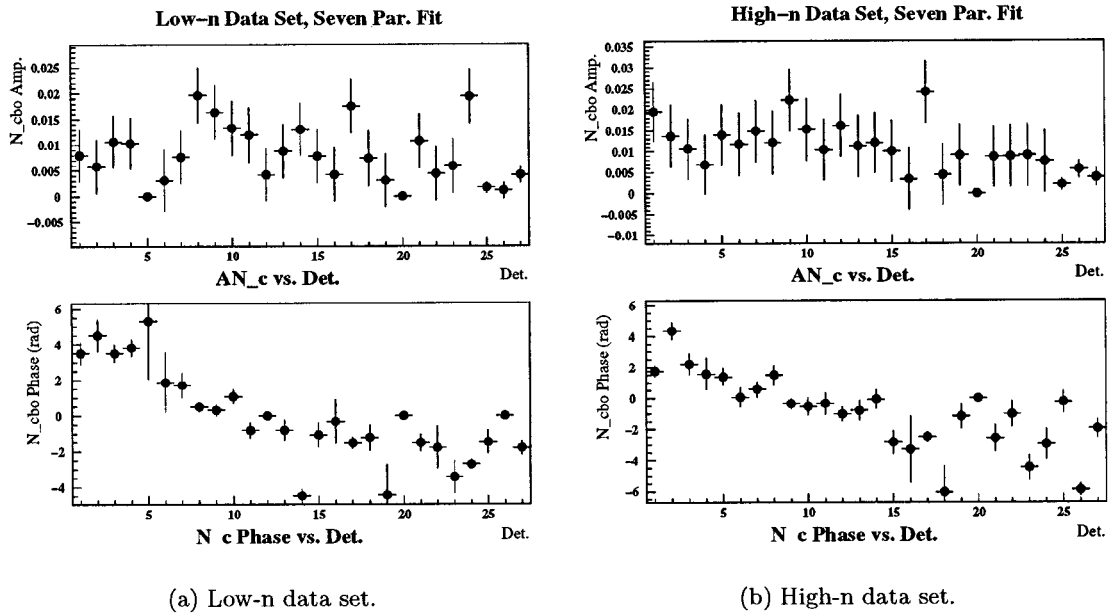 Low-n Data Set, Seven Par. Fit
N_cbo Amp.
0.025
0.02
0.015
0.01
0.005
0
-0.005
5 10 15 20 25
AN_c vs. Det.
Det.
N_cbo Phase (rad)
6
4
2
0
-2
-4
5 10 15 20 25
N_c Phase vs. Det.
Det.
(a) Low-n data set.
High-n Data Set, Seven Par. Fit
N_cbo Amp.
0.035
0.03
0.025
0.02
0.015
0.01
0.005
0
-0.005
-0.01
5 10 15 20 25
AN_c vs. Det.
Det.
N_cbo Phase (rad)
6
4
2
0
-2
-4
-6
5 10 15 20 25
N_c Phase vs. Det.
Det.
(b) High-n data set.